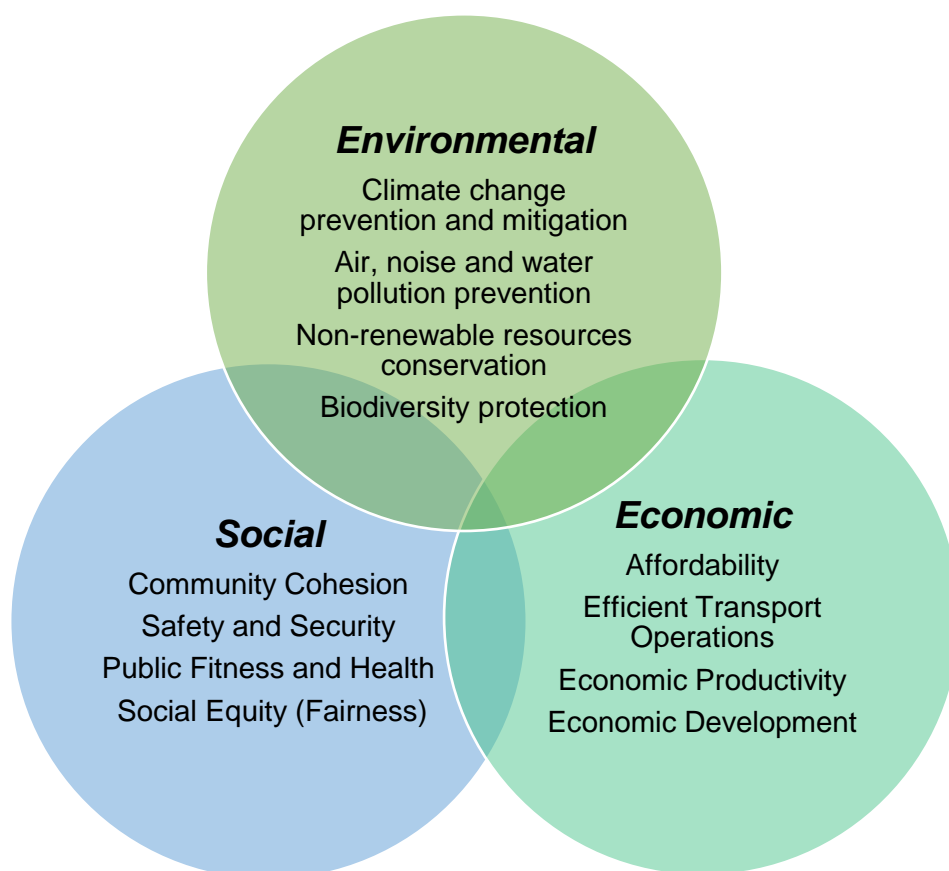 Environmental
Climate change
prevention and mitigation
Air, noise and water
pollution prevention
Non-renewable resources
conservation
Biodiversity protection
Social
Community Cohesion
Safety and Security
Public Fitness and Health
Social Equity (Fairness)
Economic
Affordability
Efficient Transport
Operations
Economic Productivity
Economic Development